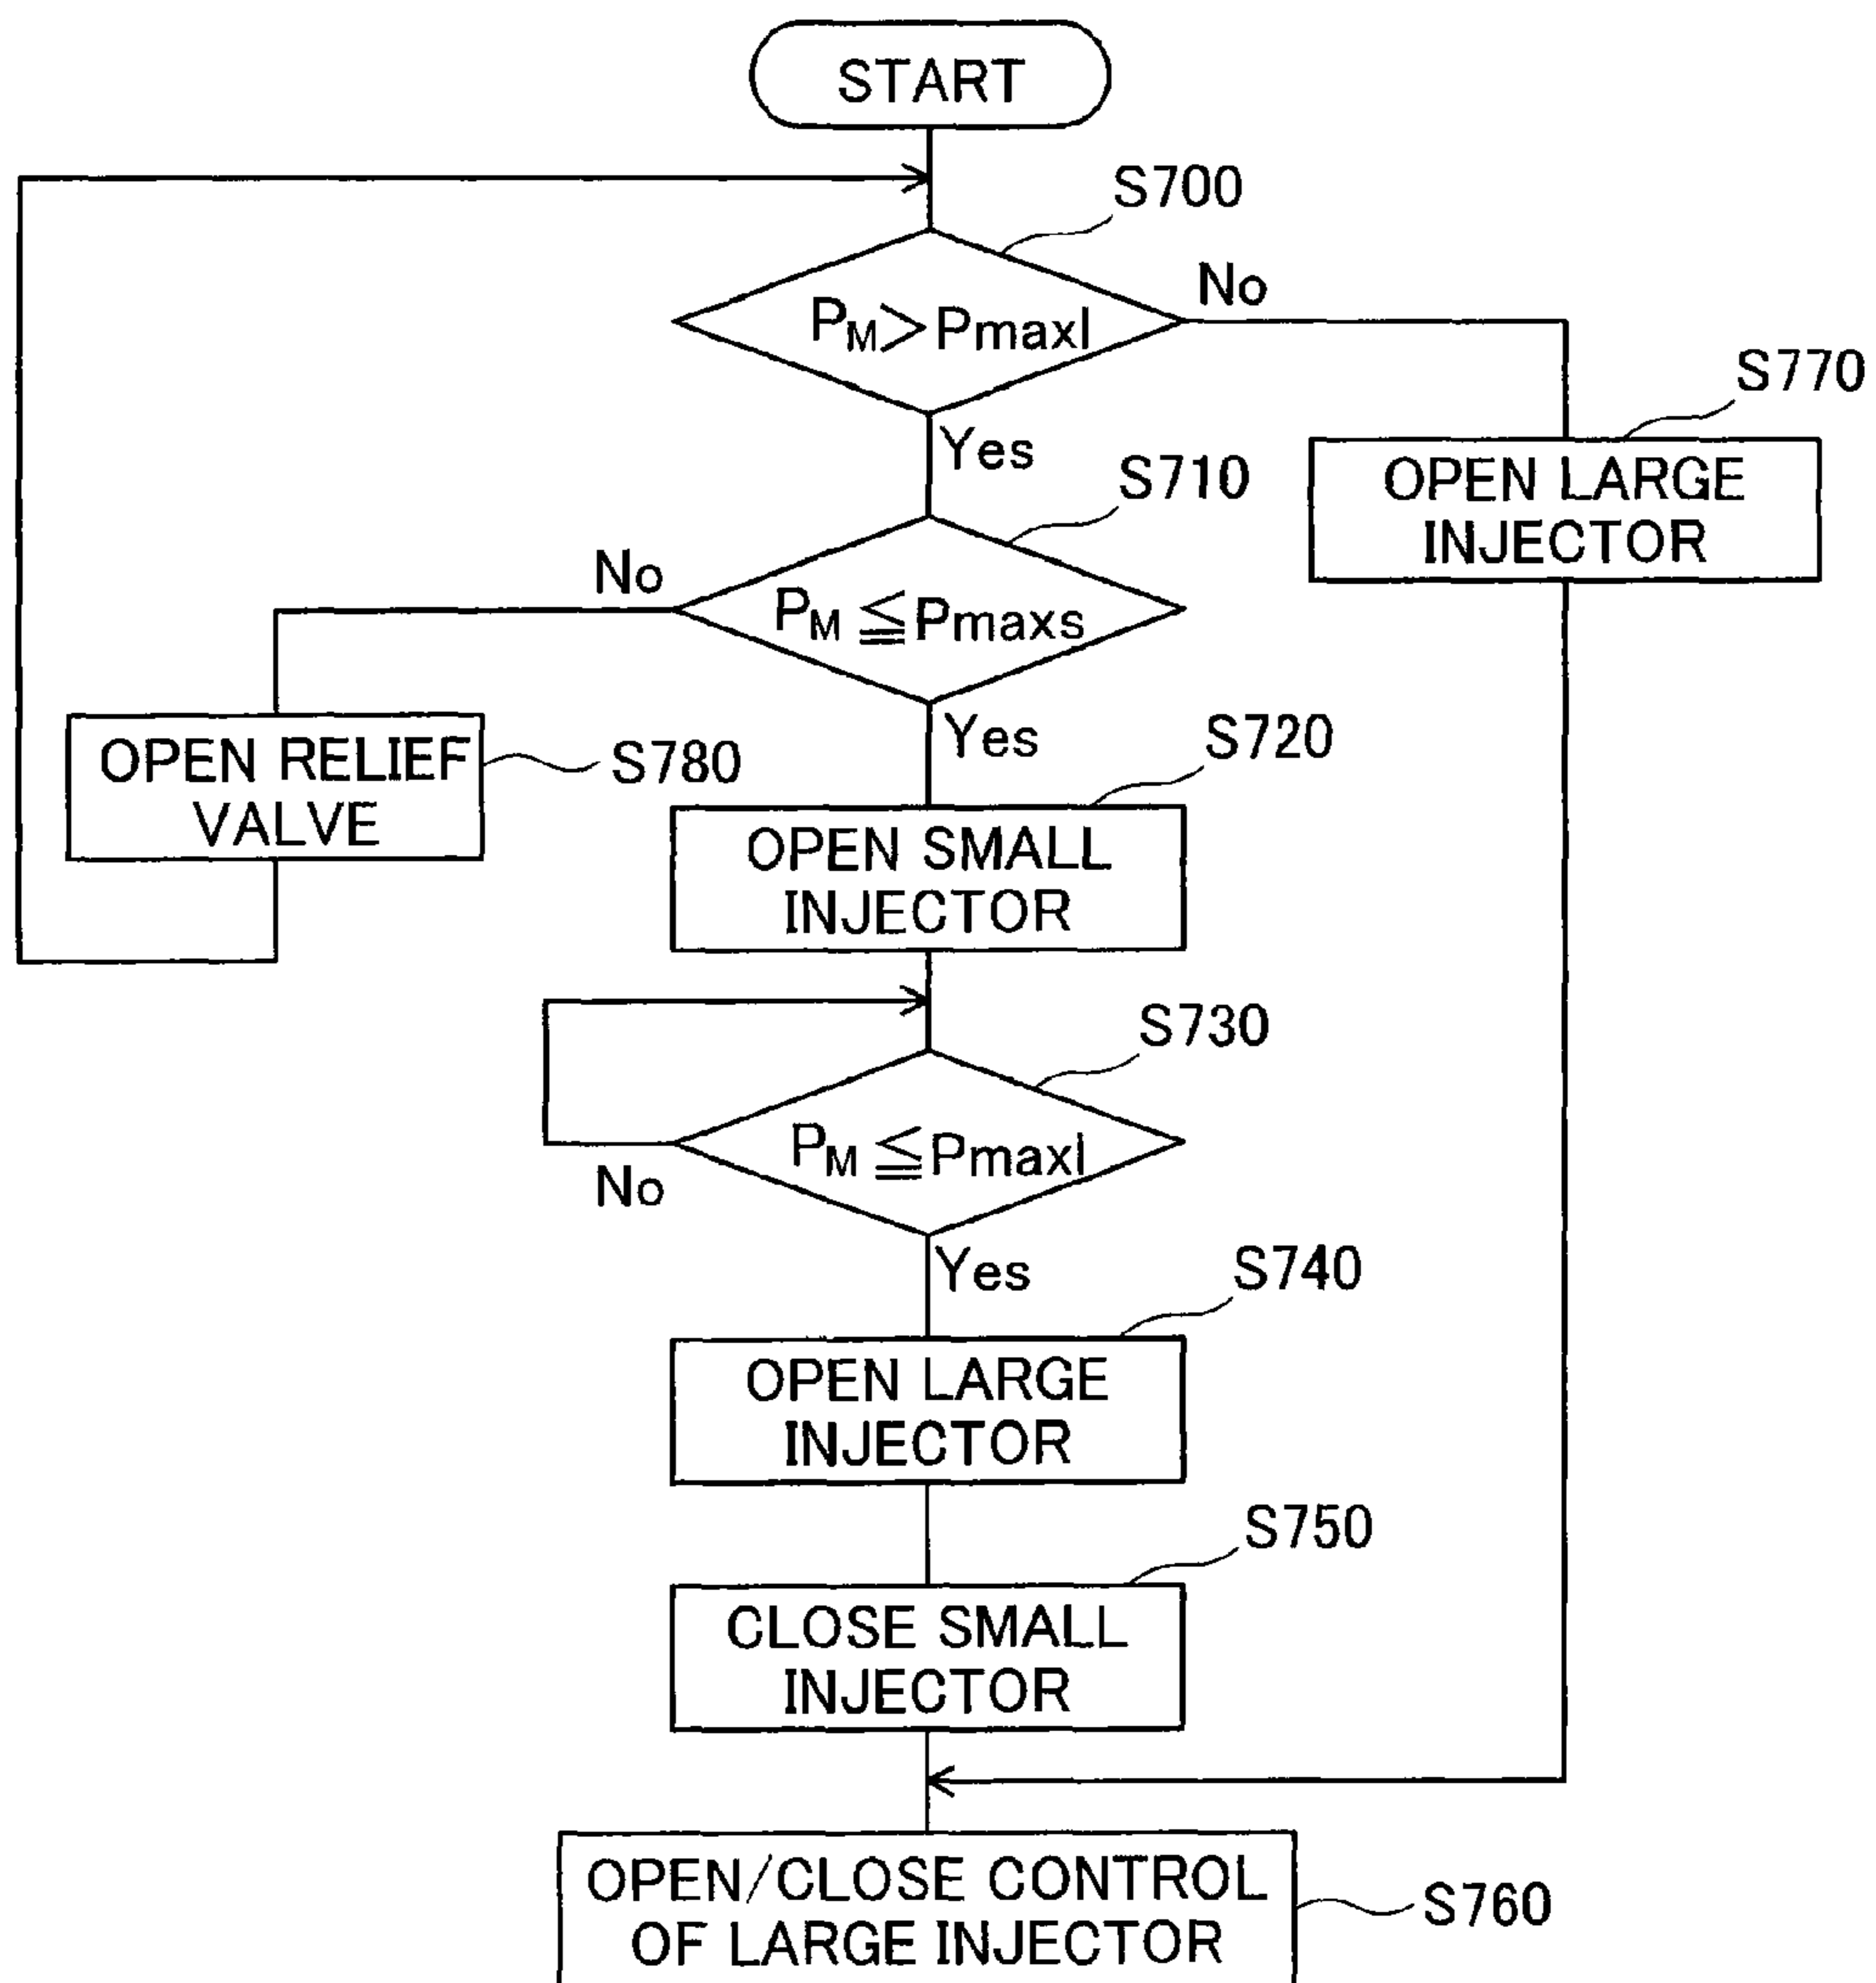 START
S700
PM>Pmaxl
No
Yes
S770
OPEN LARGE
INJECTOR
S710
No
PM ≦Pmaxs
Yes
S780
OPEN RELIEF
VALVE
S720
OPEN SMALL
INJECTOR
S730
PM ≦Pmaxl
No
Yes
S740
OPEN LARGE
INJECTOR
S750
CLOSE SMALL
INJECTOR
OPEN/CLOSE CONTROL
OF LARGE INJECTOR
S760